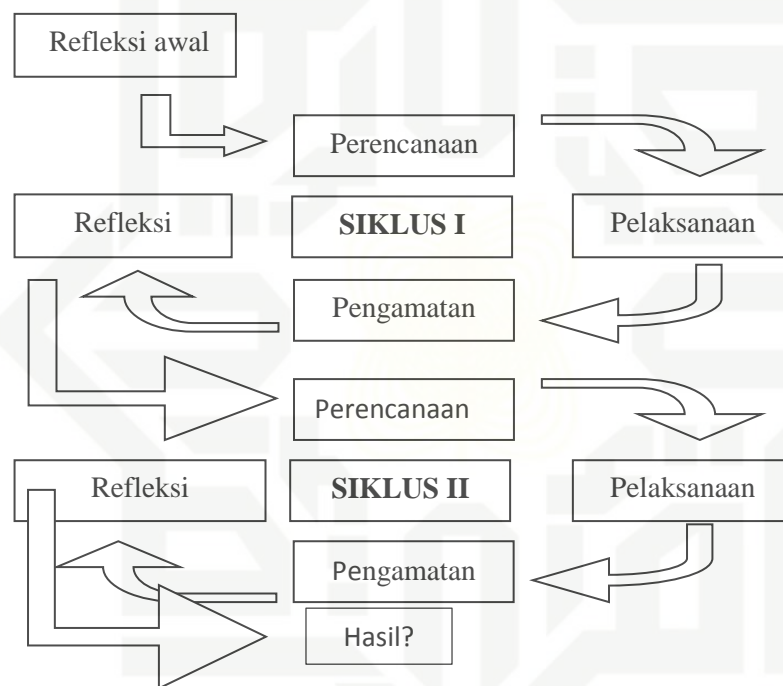 Refleksi awal
Perencanaan
Refleksi
SIKLUS I
Pelaksanaan
Pengamatan
Perencanaan
Refleksi
SIKLUS II
Pelaksanaan
Pengamatan
Hasil?